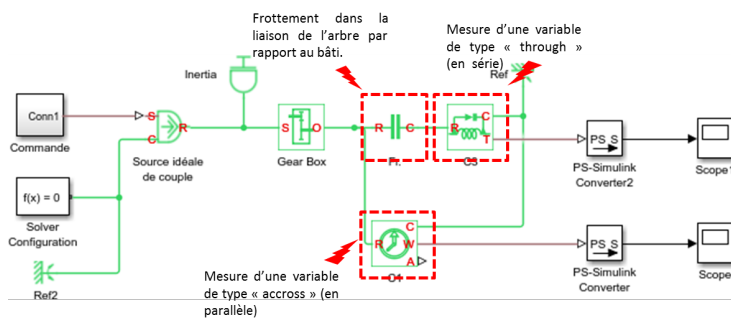 Frottement dans la
liaison de l'arbre par
rapport au bâti.
Mesure d'une variable
de type « through »
(en série)
Ref
Inertia
Conn1
Commande
S
C
R
Source idéale
de couple
S
O
Gear Box
R
C
Fr.
R
C
T
C3
PS S
PS-Simulink
Converter2
Scope1
f(x) = 0
Solver
Configuration
Ref2
R
C
W
A
C1
PS S
PS-Simulink
Converter
Scope
Mesure d'une variable
de type « accross » (en
parallèle)